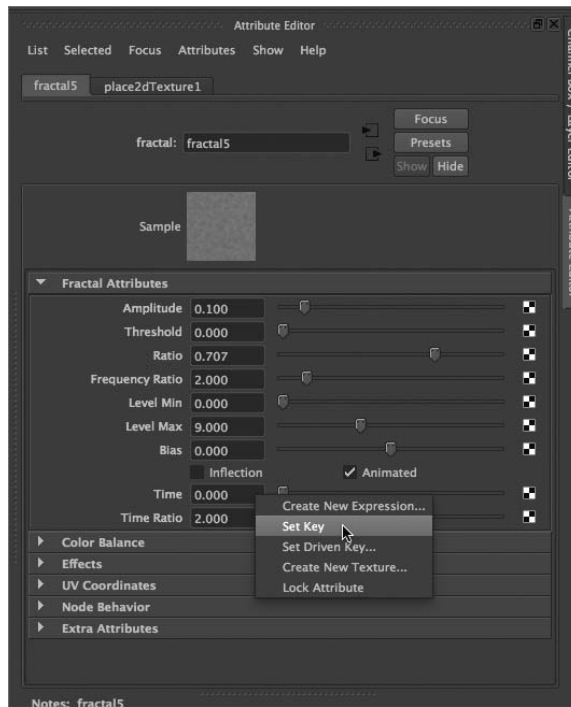 Attribute Editor
List Selected Focus Attributes Show Help
fractal5 place2dTexture1
Focus
fractal: fractal5
Presets
Show Hide
Sample
Fractal Attributes
Amplitude 0.100
Threshold 0.000
Ratio 0.707
Frequency Ratio 2.000
Level Min 0.000
Level Max 9.000
Bias 0.000
Inflection Animated
Time 0.000
Create New Expression...
Time Ratio 2.000
Set Key
Set Driven Key...
Create New Texture...
Lock Attribute
Color Balance
Effects
UV Coordinates
Node Behavior
Extra Attributes
Notes: fractal5